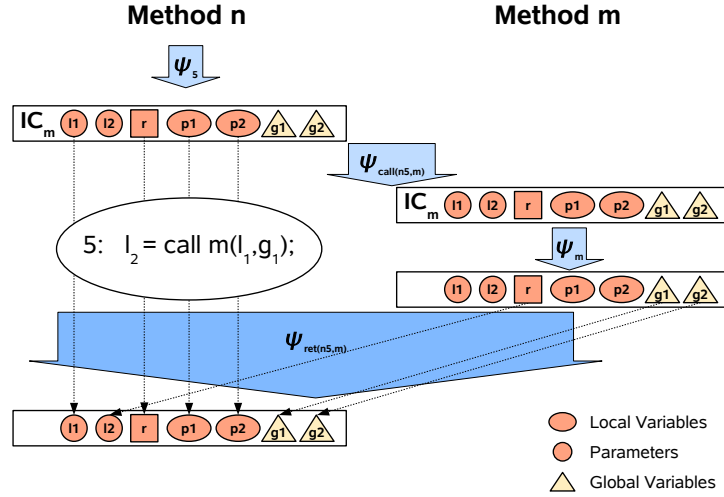 Method n
Method m
ψ5
ICm l1 l2 r p1 p2 g1 g2
ψcall(n5,m)
ICm l1 l2 r p1 p2 g1 g2
5: l2 = call m(l1,g1);
ψm
l1 l2 r p1 p2 g1 g2
ψret(n5,m)
l1 l2 r p1 p2 g1 g2
Local Variables
Parameters
Global Variables